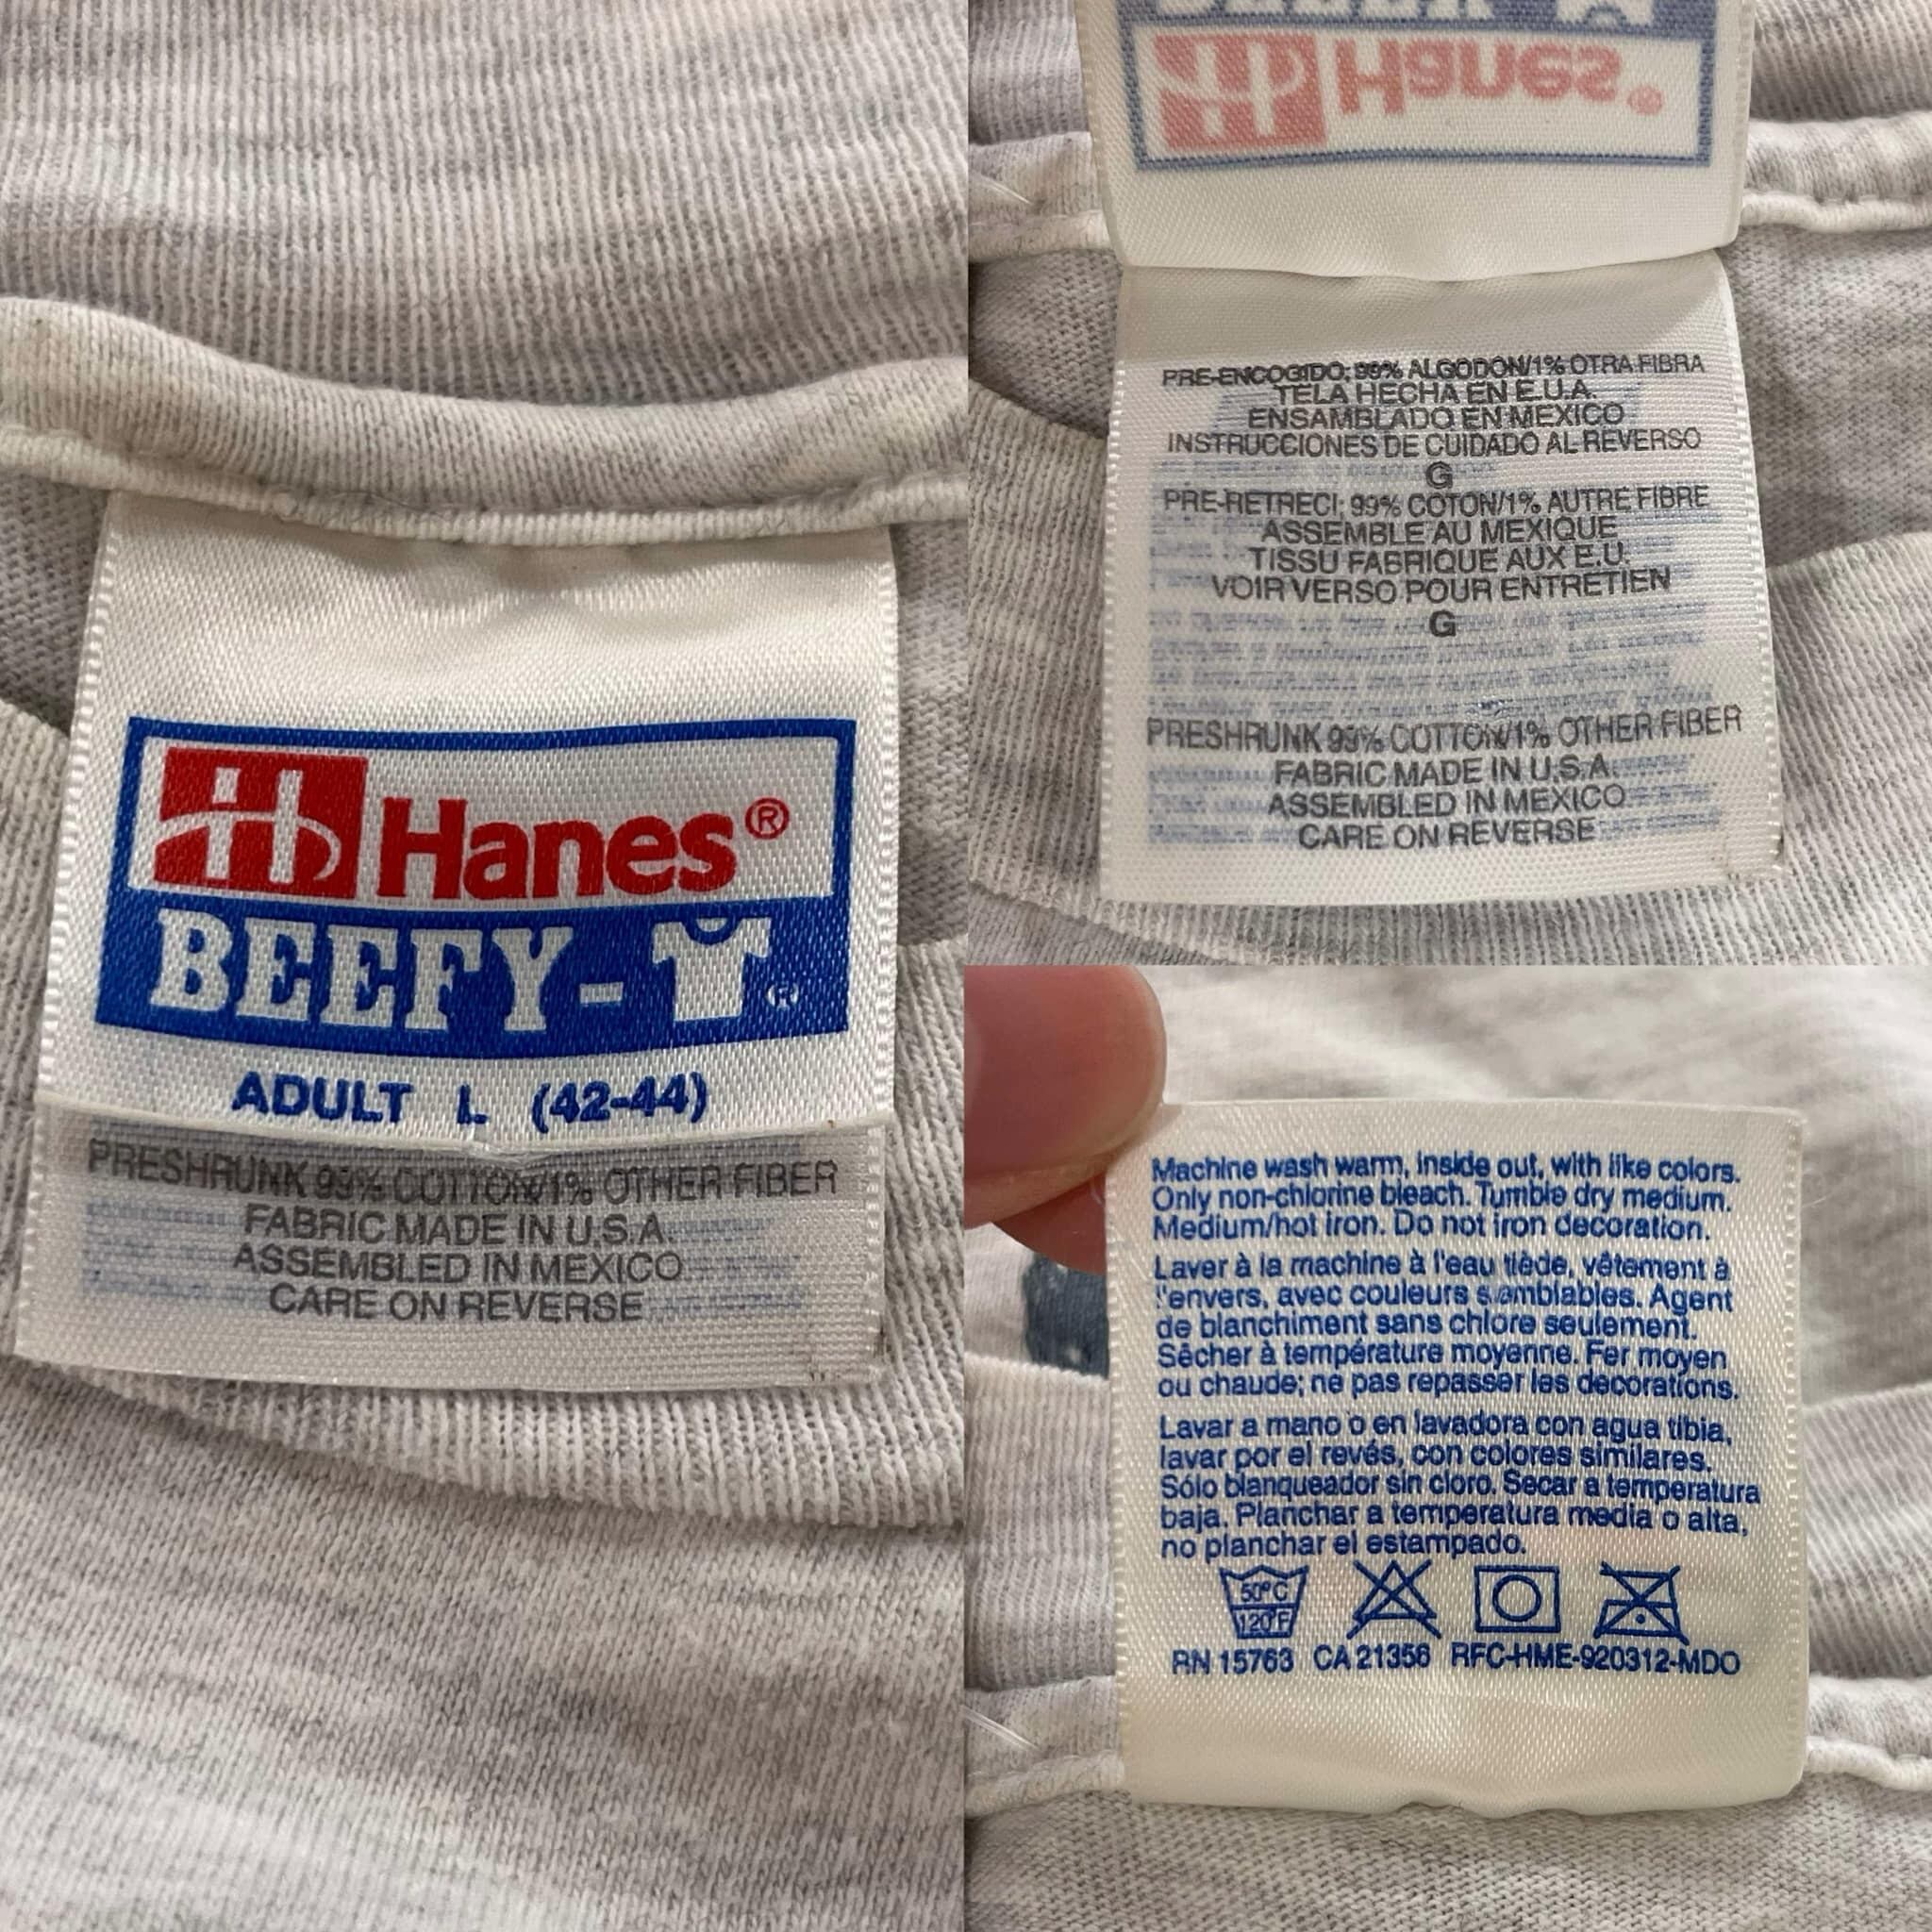 Hanes®
BEEFY-T®
ADULT L (42-44)
PRESHRUNK 99% COTTON/1% OTHER FIBER
FABRIC MADE IN U.S.A.
ASSEMBLED IN MEXICO
CARE ON REVERSE
Hanes®
PRE-ENCOGIDO; 99% ALGODON/1% OTRA FIBRA
TELA HECHA EN E.U.A.
ENSAMBLADO EN MEXICO
INSTRUCCIONES DE CUIDADO AL REVERSO
G
PRE-RETRECI; 99% COTON/1% AUTRE FIBRE
ASSEMBLE AU MEXIQUE
TISSU FABRIQUE AUX E.U.
VOIR VERSO POUR ENTRETIEN
G
PRESHRUNK 99% COTTON/1% OTHER FIBER
FABRIC MADE IN U.S.A.
ASSEMBLED IN MEXICO
CARE ON REVERSE
Machine wash warm, inside out, with like colors.
Only non-chlorine bleach. Tumble dry medium.
Medium/hot iron. Do not iron decoration.
Laver à la machine à l'eau tiède, vêtement à
l'envers, avec couleurs semblables. Agent
de blanchiment sans chlore seulement.
Sêcher à température moyenne. Fer moyen
ou chaude; ne pas repasser les decorations.
Lavar a mano o en lavadora con agua tibia,
lavar por el revés, con colores similares.
Sólo blanqueador sin cloro. Secar a temperatura
baja. Planchar a temperatura media o alta,
no planchar el estampado.
50°C
120°F
RN 15763 CA 21356 RFC-HME-920312-MDO